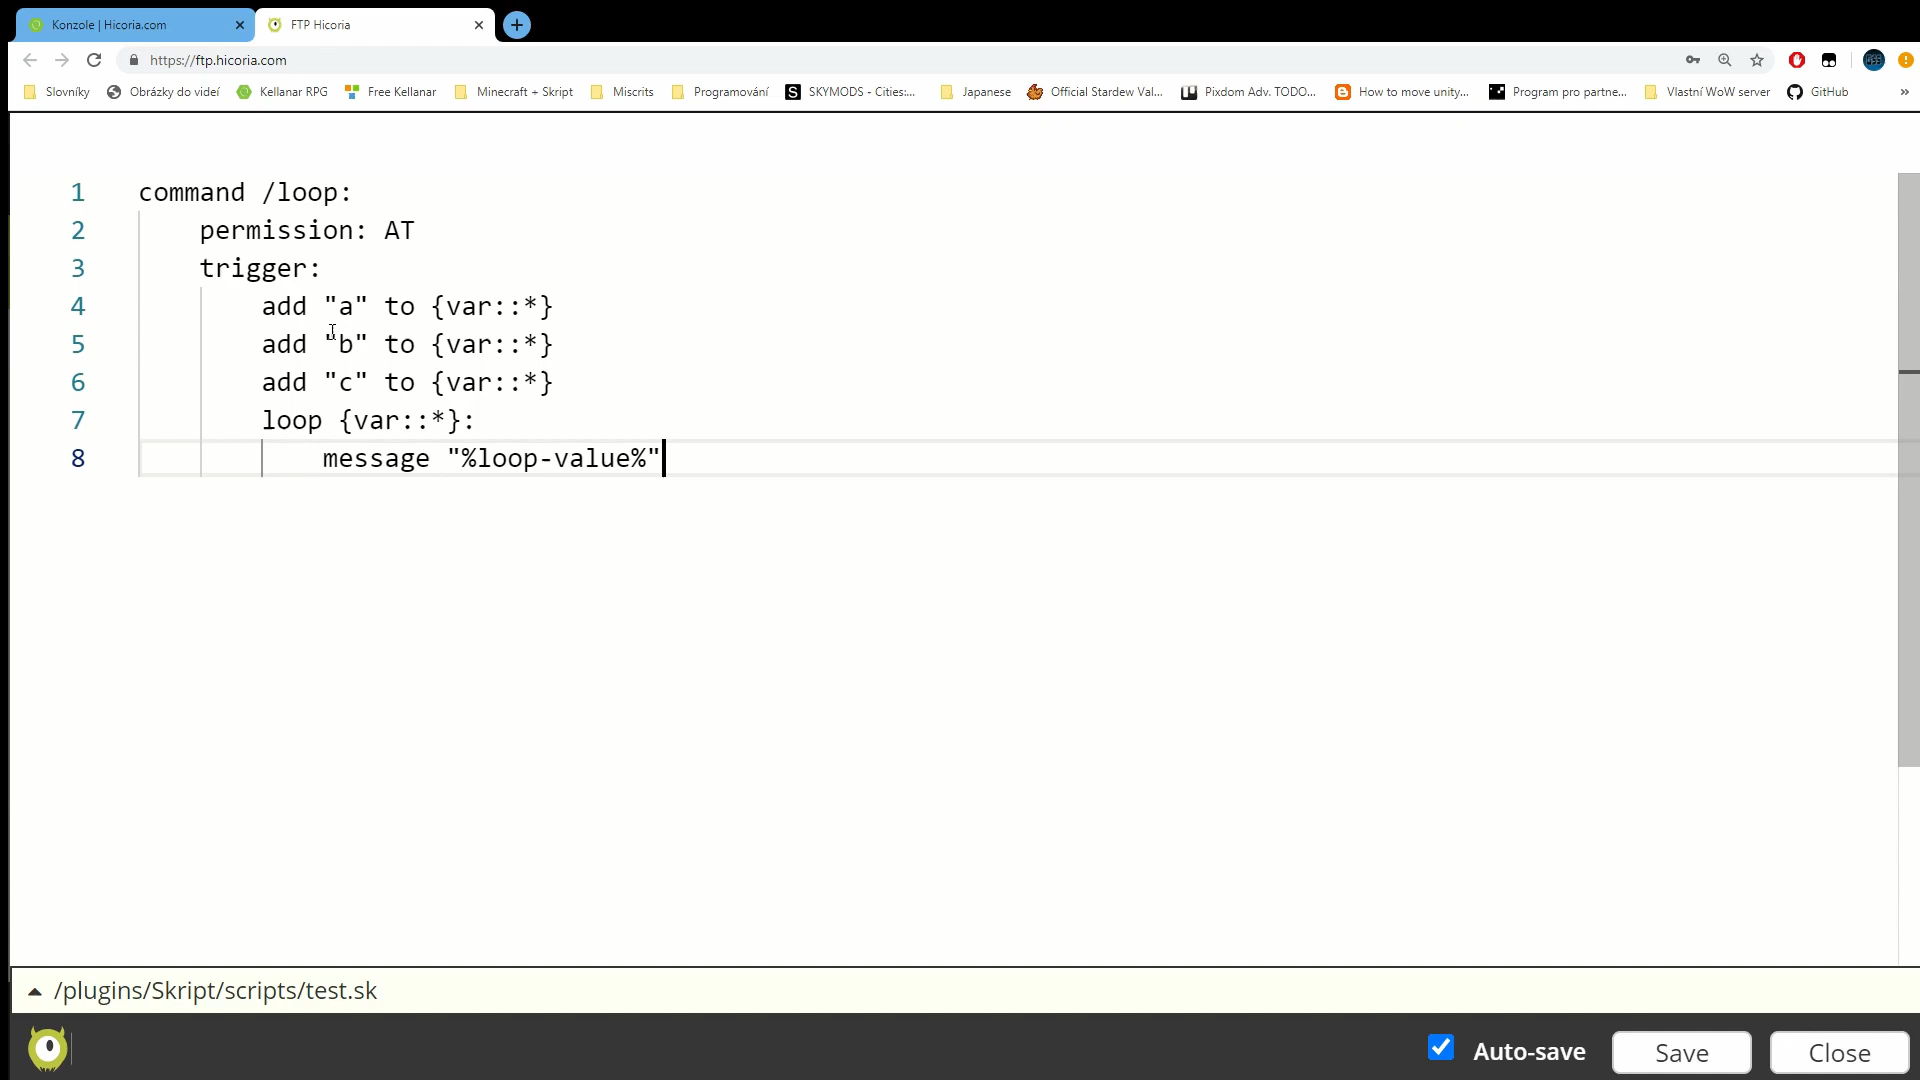 Konzole | Hicoria.com
FTP Hicoria
https://ftp.hicoria.com
Slovníky
Obrázky do videí
Kellanar RPG
Free Kellanar
Minecraft + Skript
Miscrits
Programování
SKYMODS - Cities:...
Japanese
Official Stardew Val...
Pixdom Adv. TODO...
How to move unity...
Program pro partne...
Vlastní WoW server
GitHub
»
1 command /loop:
2 permission: AT
3 trigger:
4 add "a" to {var::*}
5 add "b" to {var::*}
6 add "c" to {var::*}
7 loop {var::*}:
8 message "%loop-value%"
/plugins/Skript/scripts/test.sk
Auto-save
Save
Close